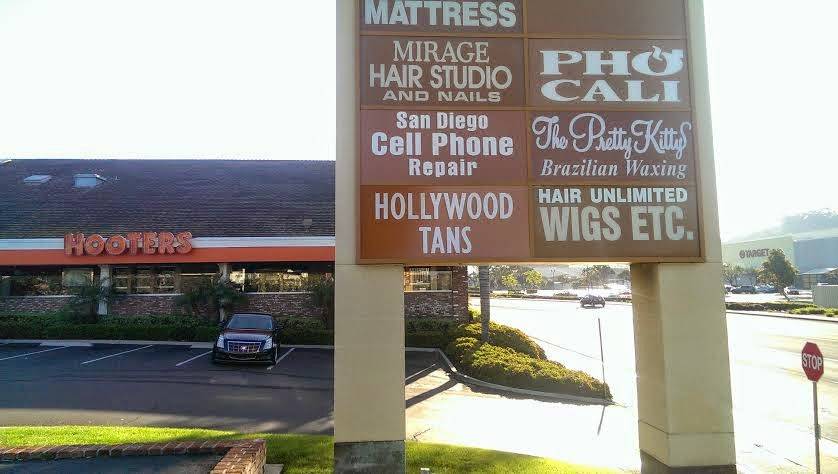 MATTRESS
MIRAGE
HAIR STUDIO
AND NAILS
PHO
CALI
San Diego
Cell Phone
Repair
The Pretty Kitty
Brazilian Waxing
HOLLYWOOD
TANS
HAIR UNLIMITED
WIGS ETC.
HOOTERS
TARGET
STOP